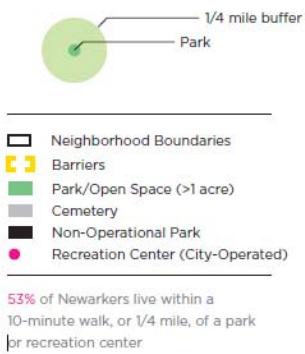 1/4 mile buffer
Park
Neighborhood Boundaries
Barriers
Park/Open Space (>1 acre)
Cemetery
Non-Operational Park
Recreation Center (City-Operated)
53% of Newarkers live within a
10-minute walk, or 1/4 mile, of a park
or recreation center